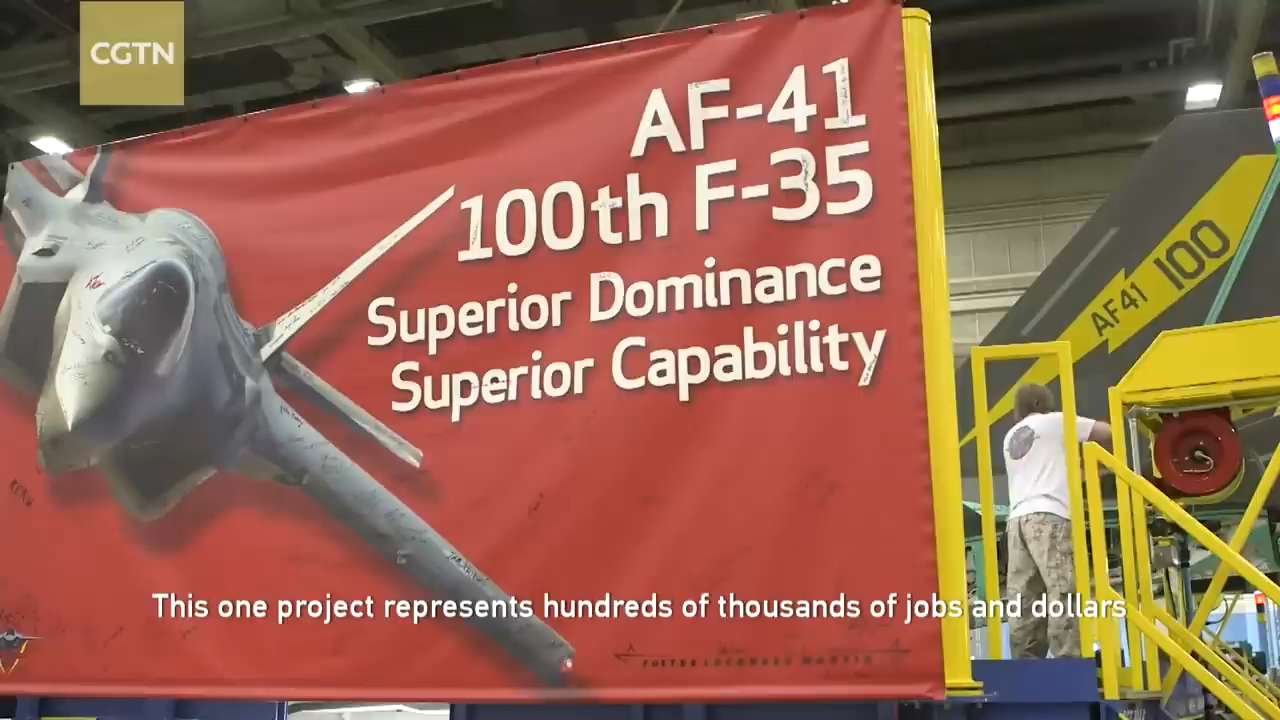 CGTN
AF-41
100th F-35
Superior Dominance
Superior Capability
AF41 100
This one project represents hundreds of thousands of jobs and dollars